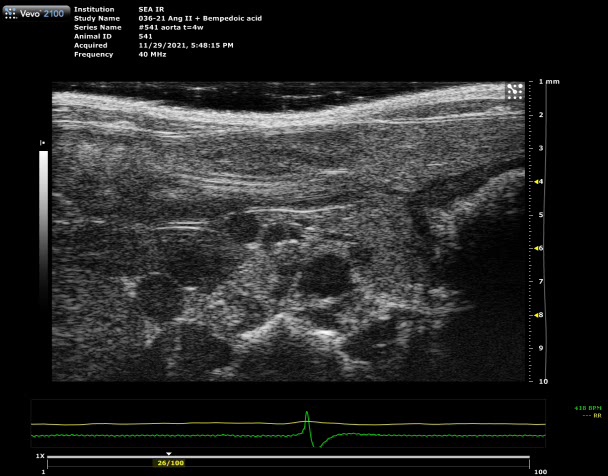 Vevo 2100
Institution SEA IR
Study Name 036-21 Ang II + Bempedoic acid
Series Name #541 aorta t=4w
Animal ID 541
Acquired 11/29/2021, 5:48:15 PM
Frequency 40 MHz
1 mm
2
3
4
5
6
7
8
9
10
438 BPM
--- RR
1X
26/100
1 100